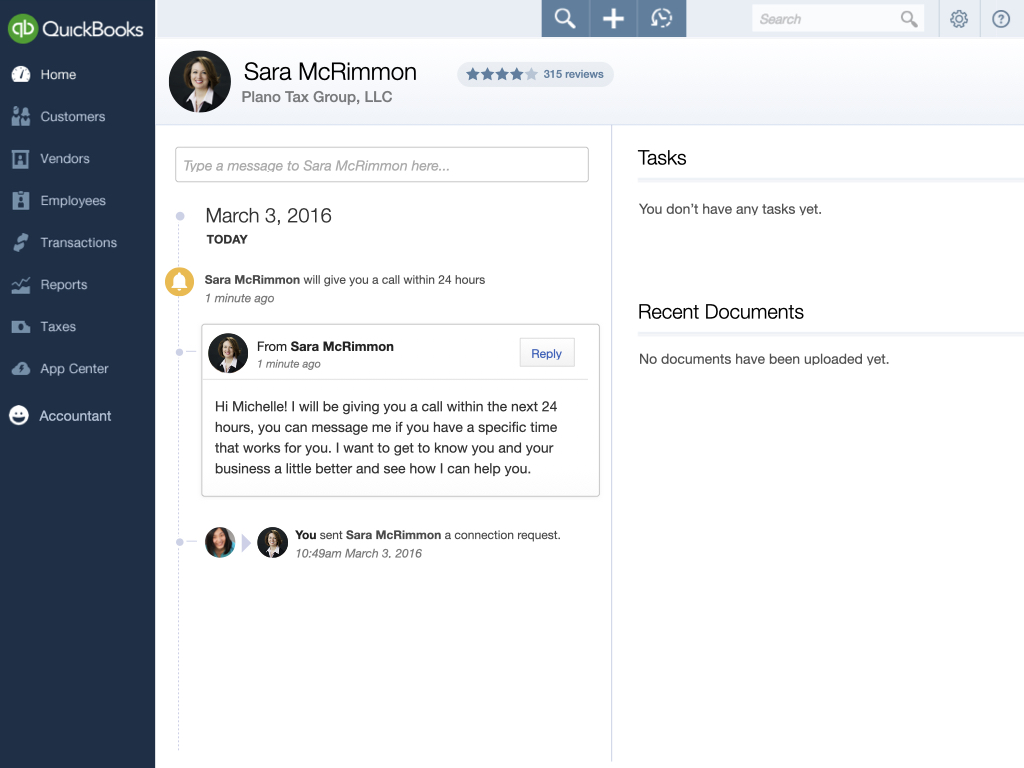 QuickBooks
Search
Home
Customers
Vendors
Employees
Transactions
Reports
Taxes
App Center
Accountant
Sara McRimmon
315 reviews
Plano Tax Group, LLC
Type a message to Sara McRimmon here...
March 3, 2016
TODAY
Sara McRimmon will give you a call within 24 hours
1 minute ago
From Sara McRimmon
1 minute ago
Reply
Hi Michelle! I will be giving you a call within the next 24
hours, you can message me if you have a specific time
that works for you. I want to get to know you and your
business a little better and see how I can help you.
You sent Sara McRimmon a connection request.
10:49am March 3, 2016
Tasks
You don't have any tasks yet.
Recent Documents
No documents have been uploaded yet.